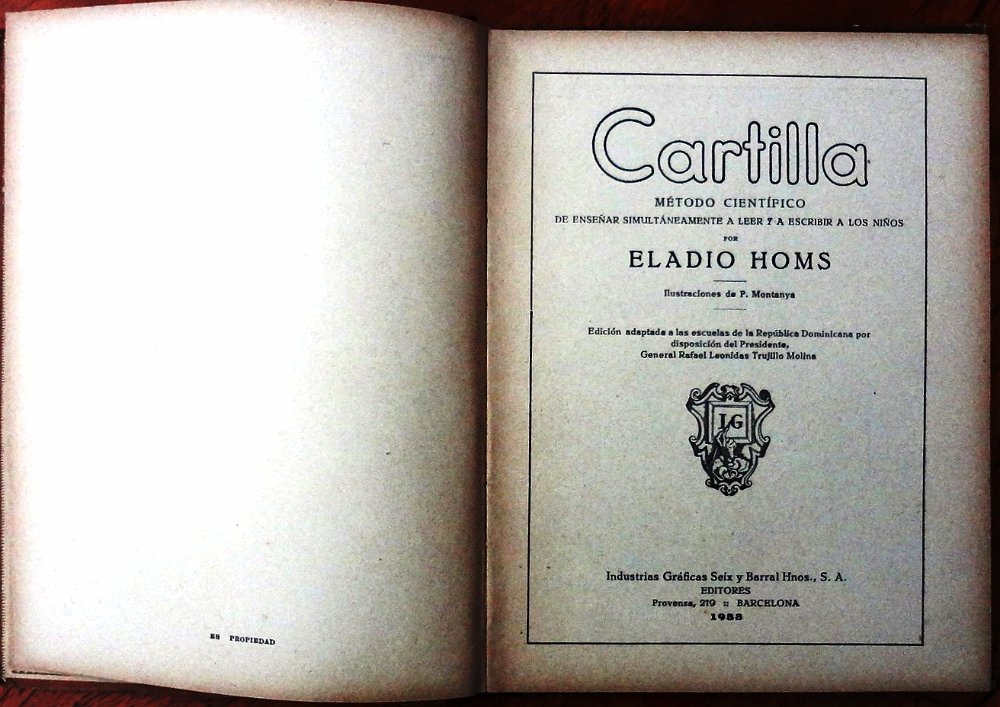 ES PROPIEDAD
Cartilla
MÉTODO CIENTÍFICO
DE ENSEÑAR SIMULTÁNEAMENTE A LEER Y A ESCRIBIR A LOS NIÑOS
POR
ELADIO HOMS
Ilustraciones de P. Montanya
Edición adaptada a las escuelas de la República Dominicana por
disposición del Presidente,
General Rafael Leonidas Trujillo Molina
IG
Industrias Gráficas Seix y Barral Hnos., S. A.
EDITORES
Provenza, 219 :: BARCELONA
1933